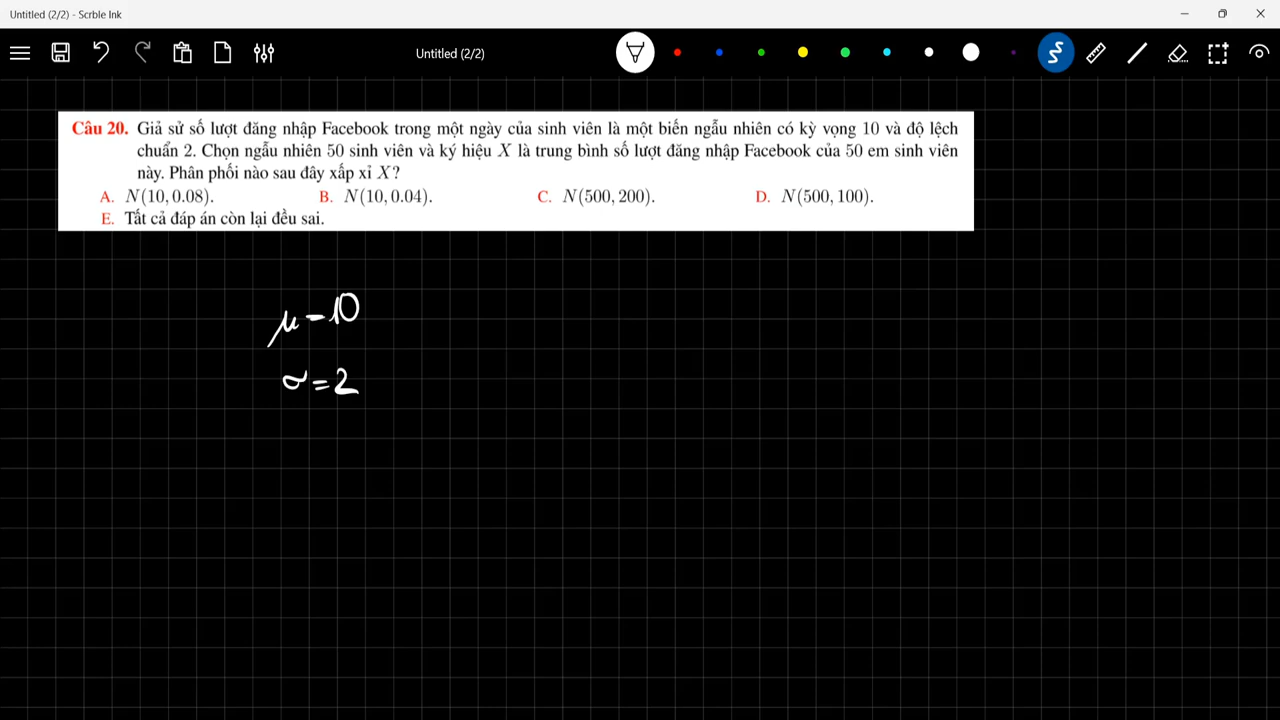 Untitled (2/2) - Scrble Ink
Untitled (2/2)
Câu 20. Giả sử số lượt đăng nhập Facebook trong một ngày của sinh viên là một biến ngẫu nhiên có kỳ vọng 10 và độ lệch
chuẩn 2. Chọn ngẫu nhiên 50 sinh viên và ký hiệu X là trung bình số lượt đăng nhập Facebook của 50 em sinh viên
này. Phân phối nào sau đây xấp xỉ X?
A. N(10, 0.08). B. N(10, 0.04). C. N(500, 200). D. N(500, 100).
E. Tất cả đáp án còn lại đều sai.
μ = 10
σ = 2